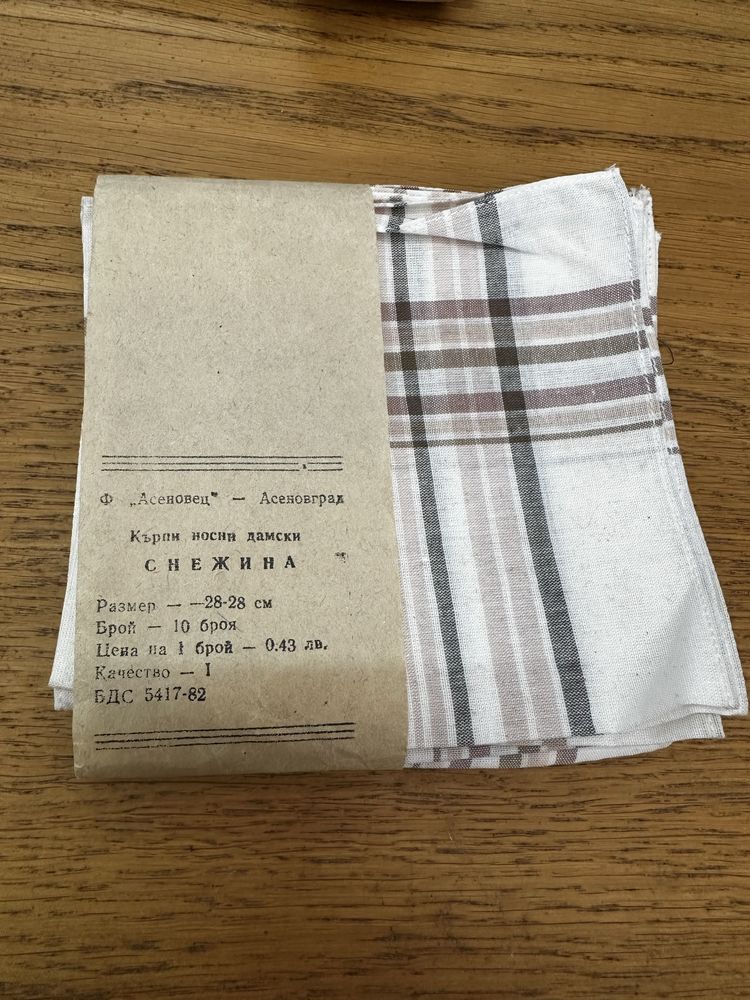 Ф „Асеновец" — Асеновград
Кърпи носни дамски
СНЕЖИНА
Размер — —28-28 см
Брой — 10 броя
Цена на 1 брой — 0.43 лв.
Качество — I
БДС 5417-82